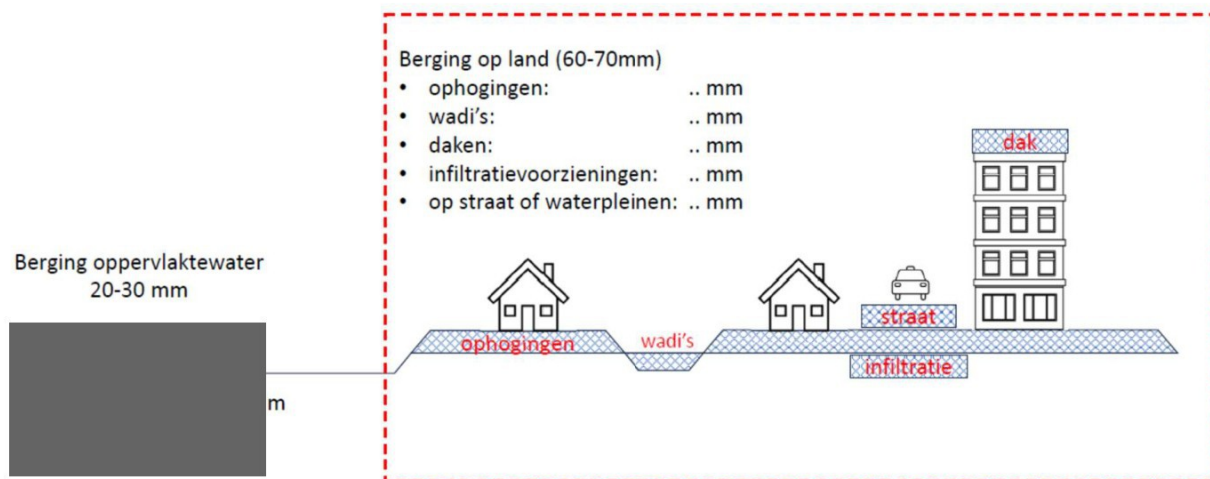 Berging op land (60-70mm)
• ophogingen: .. mm
• wadi's: .. mm
• daken: .. mm
• infiltratievoorzieningen: .. mm
• op straat of waterpleinen: .. mm
dak
Berging oppervlaktewater
20-30 mm
straat
ophogingen
wadi's
infiltratie
m